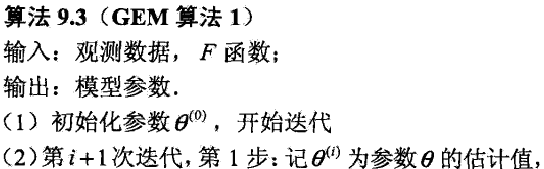 算法 9.3（GEM 算法 1）
输入：观测数据，F 函数；
输出：模型参数．
（1）初始化参数 θ⁽⁰⁾，开始迭代
（2）第 i+1 次迭代，第 1 步：记 θ⁽ⁱ⁾ 为参数 θ 的估计值，